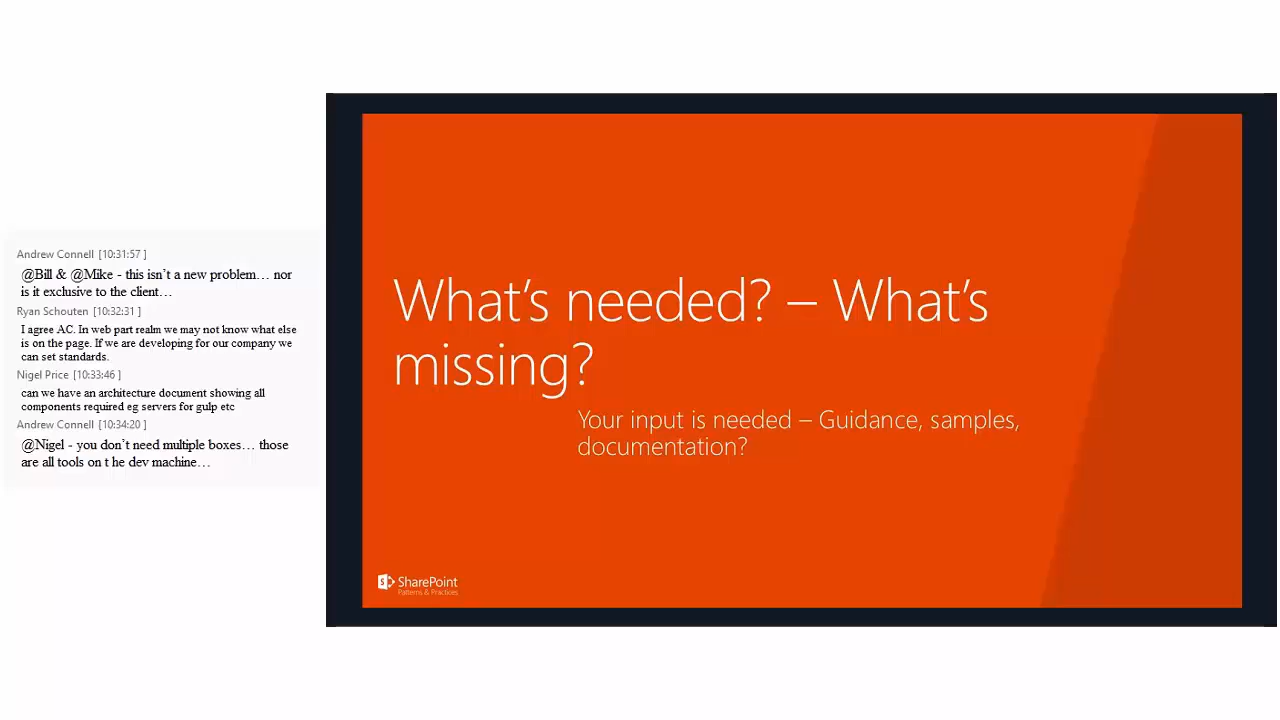 Andrew Connell [10:31:57 ]
@Bill & @Mike - this isn’t a new problem… nor
is it exclusive to the client…
Ryan Schouten [10:32:31 ]
I agree AC. In web part realm we may not know what else
is on the page. If we are developing for our company we
can set standards.
Nigel Price [10:33:46 ]
can we have an architecture document showing all
components required eg servers for gulp etc
Andrew Connell [10:34:20 ]
@Nigel - you don’t need multiple boxes… those
are all tools on t he dev machine…
What’s needed? – What’s
missing?
Your input is needed – Guidance, samples,
documentation?
SharePoint
Patterns & Practices